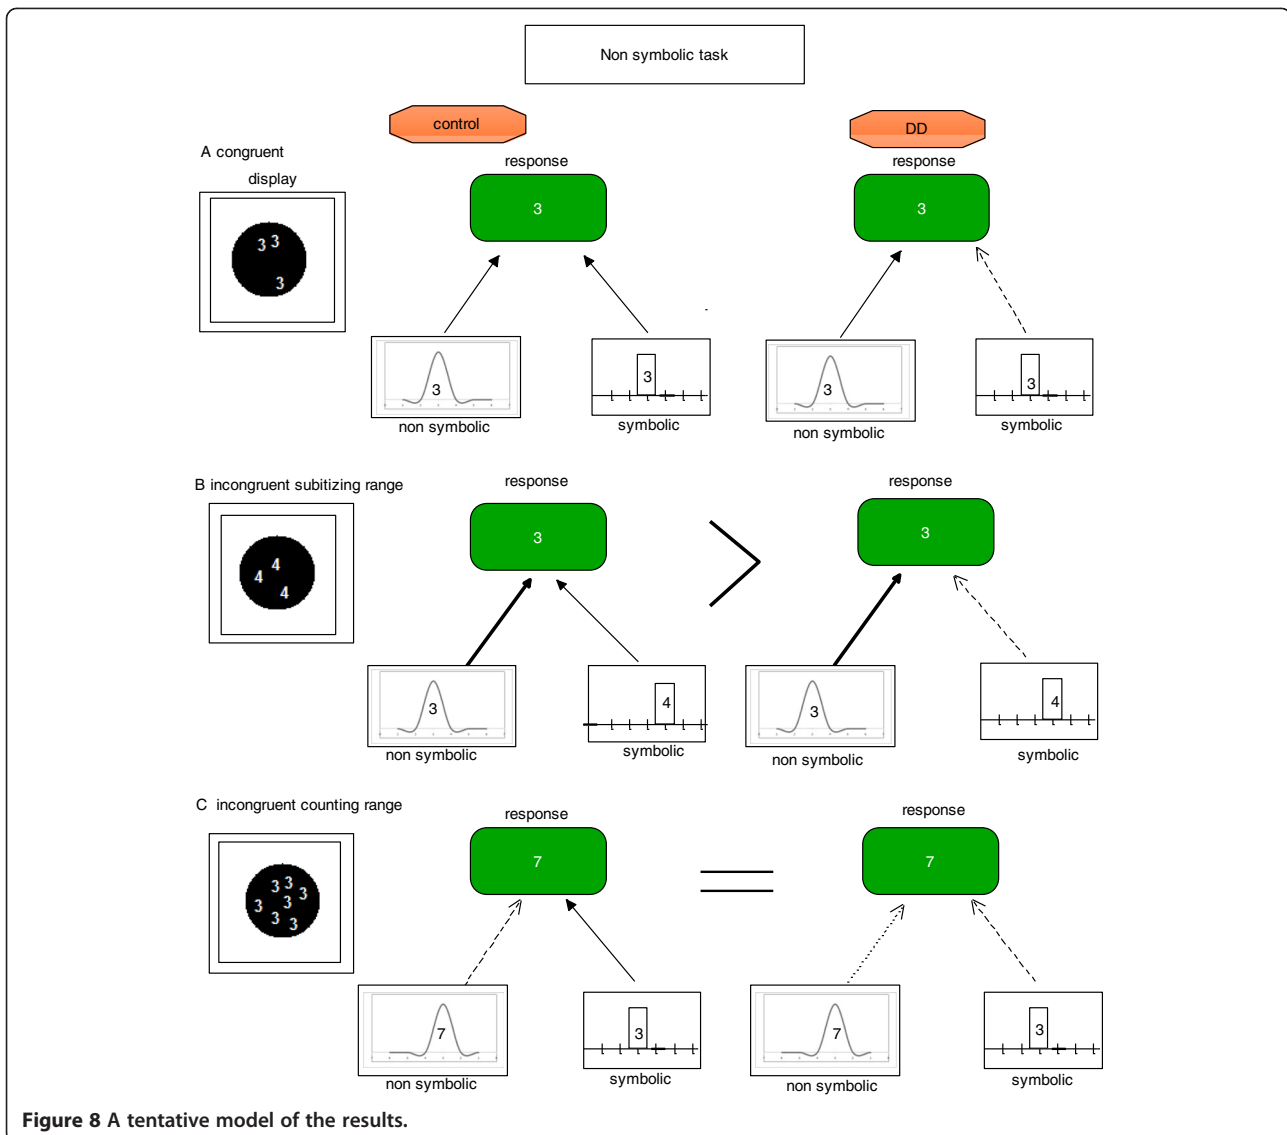 Non symbolic task
control
DD
A congruent
display
response
response
3
3
3 3
3
3
3
3
3
non symbolic
symbolic
non symbolic
symbolic
B incongruent subitizing range
response
response
3
3
4
4
4
3
4
3
4
non symbolic
symbolic
non symbolic
symbolic
C incongruent counting range
response
response
7
7
3 3
3
3
3
3
3
7
3
7
3
non symbolic
symbolic
non symbolic
symbolic
Figure 8 A tentative model of the results.